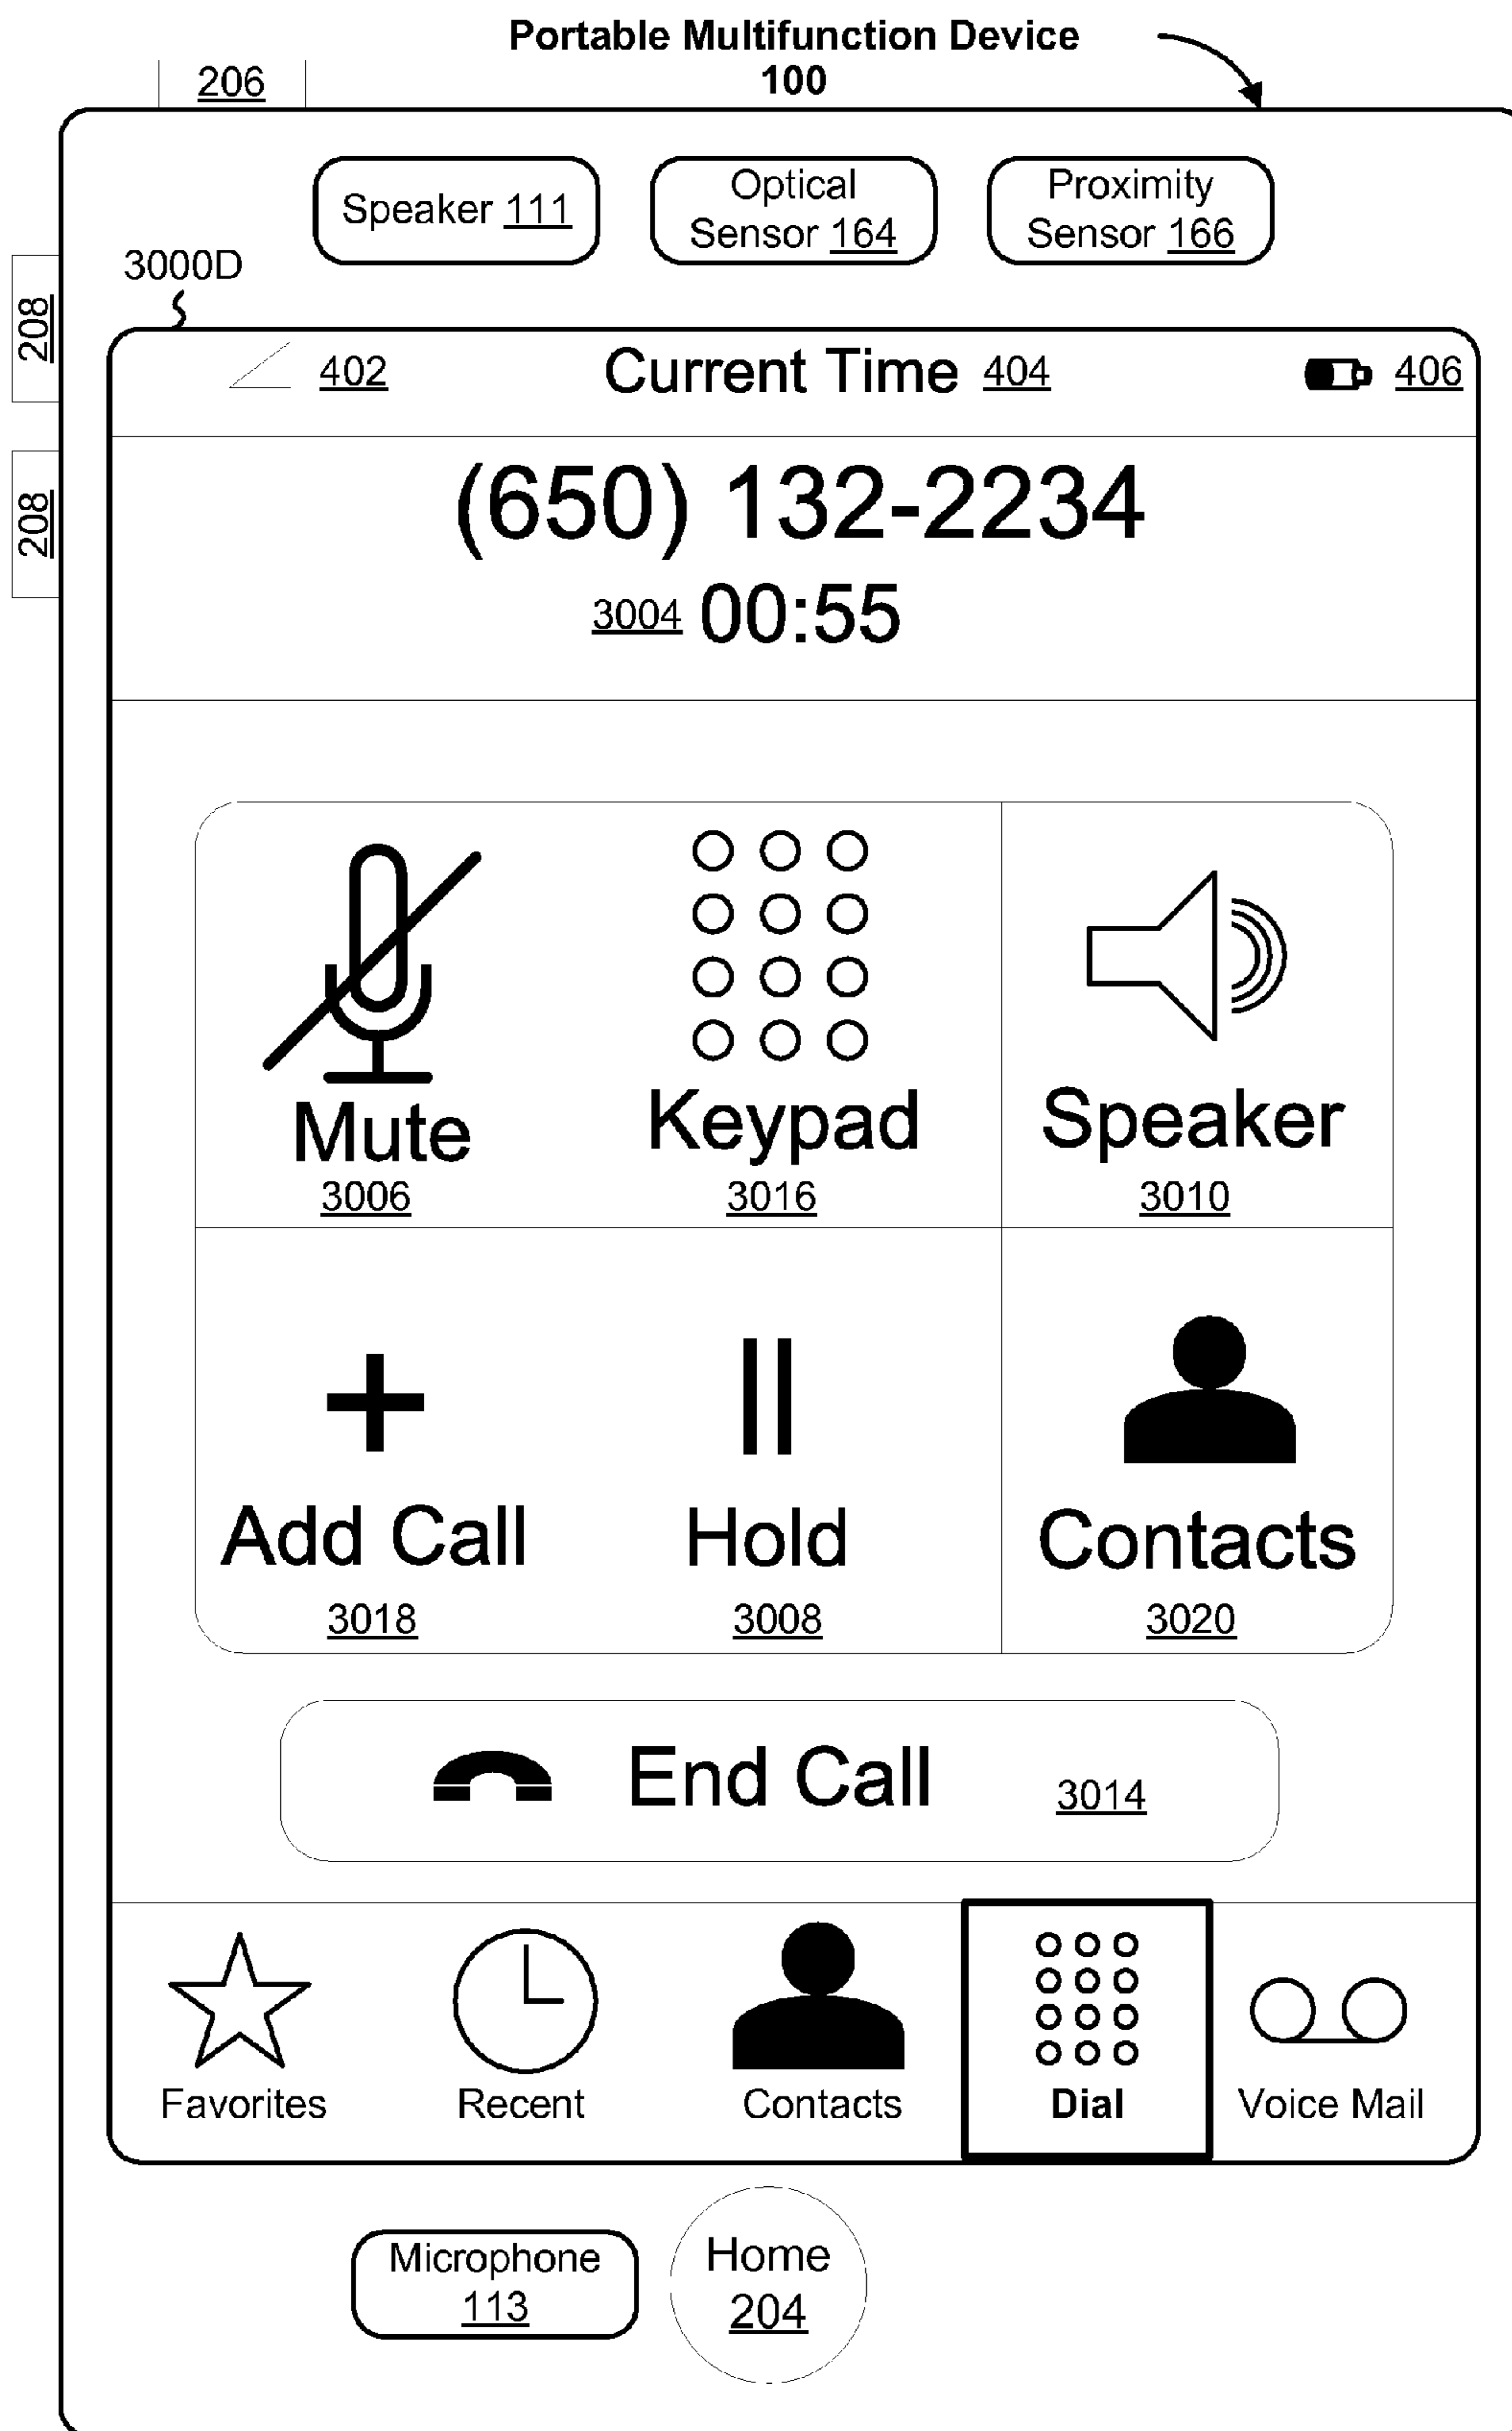 Portable Multifunction Device
100
206
Speaker 111
Optical
Sensor 164
Proximity
Sensor 166
3000D
208
208
402
Current Time 404
406
(650) 132-2234
3004 00:55
Mute
3006
Keypad
3016
Speaker
3010
Add Call
3018
Hold
3008
Contacts
3020
End Call 3014
Favorites
Recent
Contacts
Dial
Voice Mail
Microphone
113
Home
204